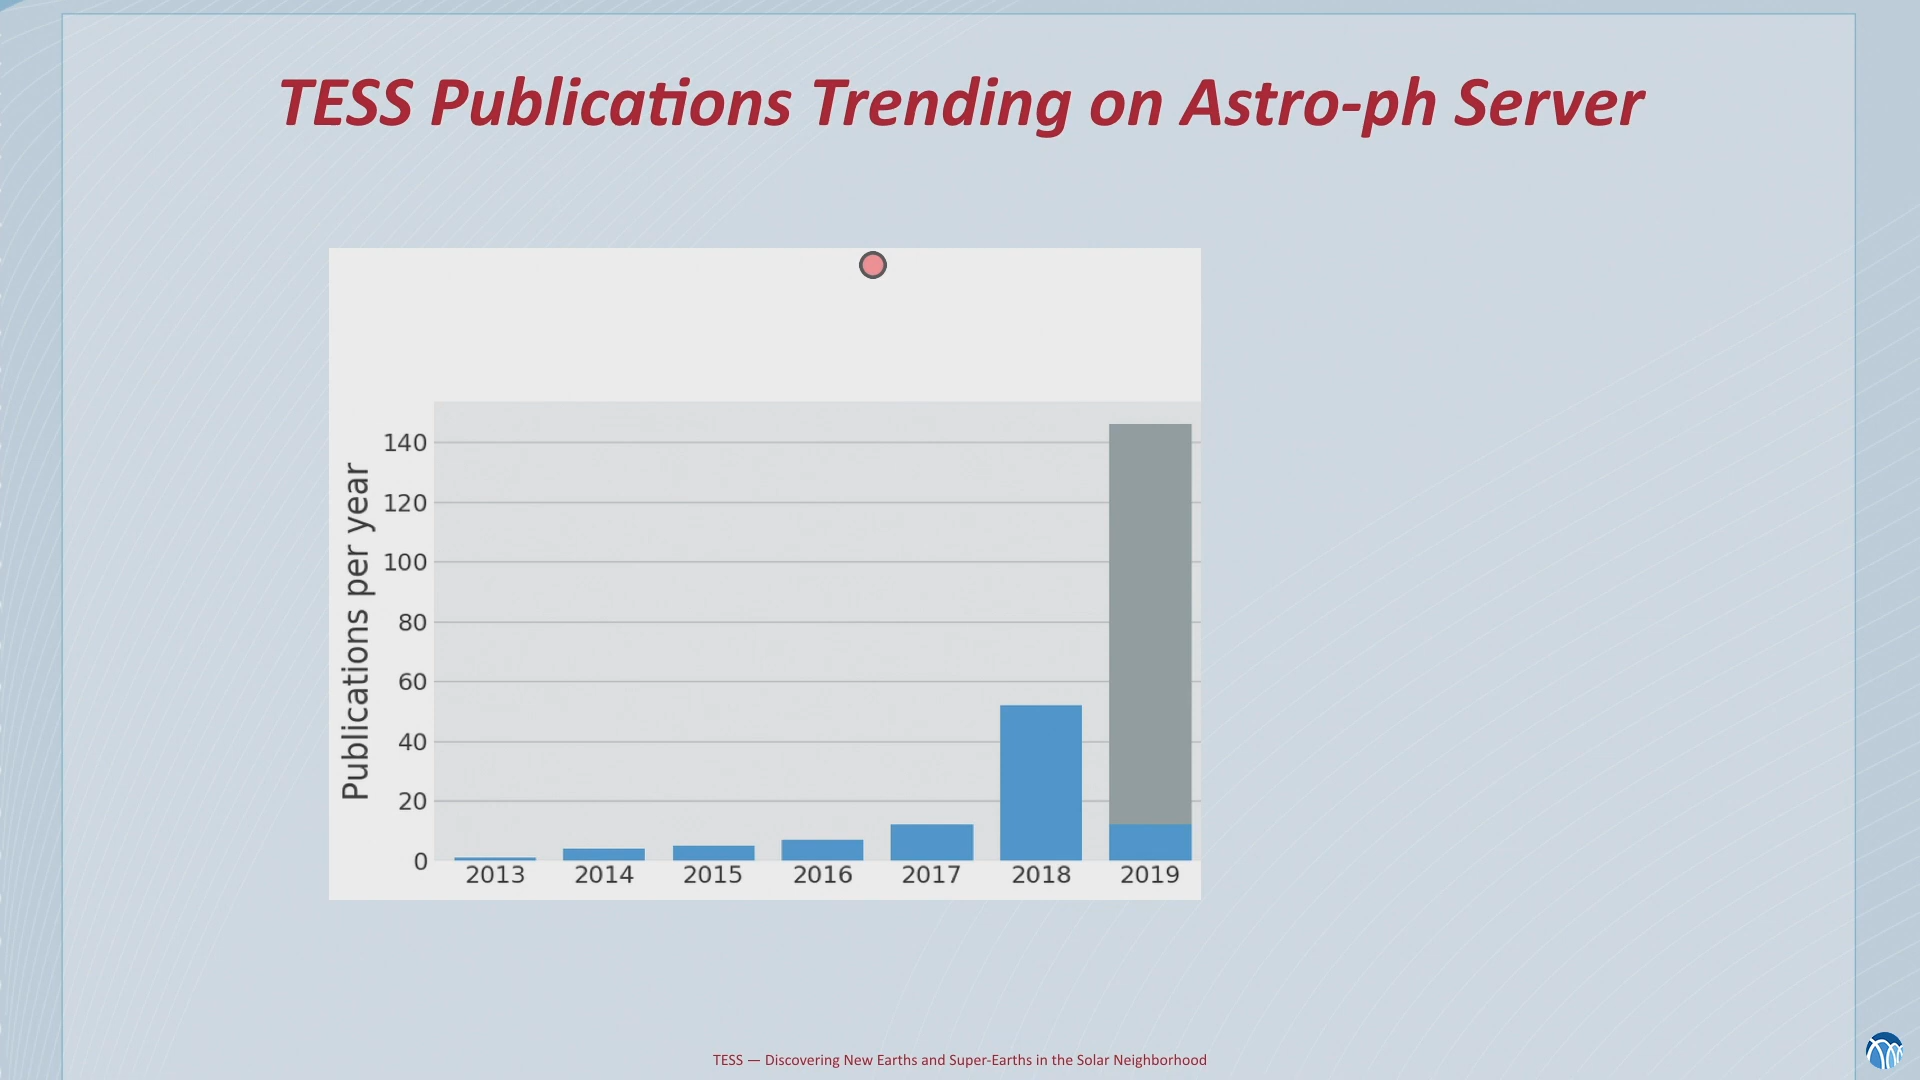 TESS Publications Trending on Astro-ph Server
Publications per year
140
120
100
80
60
40
20
0
2013 2014 2015 2016 2017 2018 2019
TESS — Discovering New Earths and Super-Earths in the Solar Neighborhood